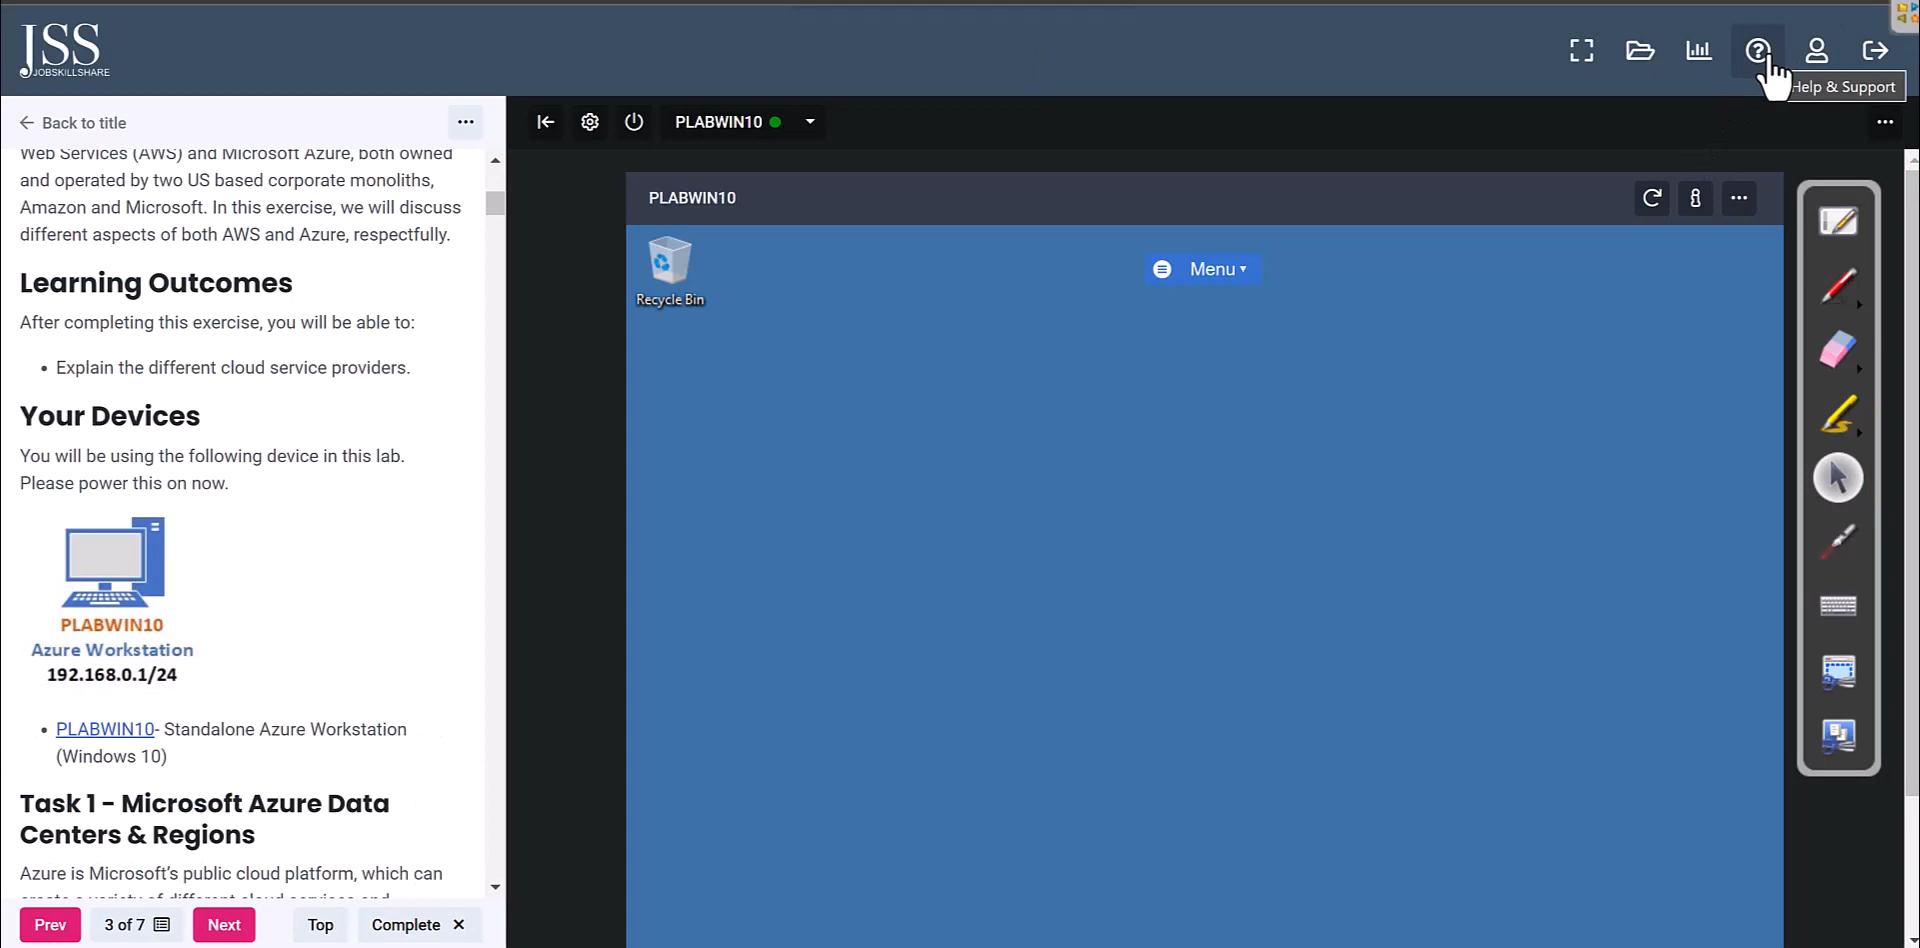 JSS
JOBSKILLSHARE
Help & Support
Back to title
PLABWIN10
Web Services (AWS) and Microsoft Azure, both owned
and operated by two US based corporate monoliths,
Amazon and Microsoft. In this exercise, we will discuss
different aspects of both AWS and Azure, respectfully.
Learning Outcomes
After completing this exercise, you will be able to:
• Explain the different cloud service providers.
Your Devices
You will be using the following device in this lab.
Please power this on now.
PLABWIN10
Azure Workstation
192.168.0.1/24
• PLABWIN10- Standalone Azure Workstation
(Windows 10)
Task 1 - Microsoft Azure Data
Centers & Regions
Azure is Microsoft's public cloud platform, which can
Prev
3 of 7
Next
Top
Complete
PLABWIN10
Recycle Bin
Menu